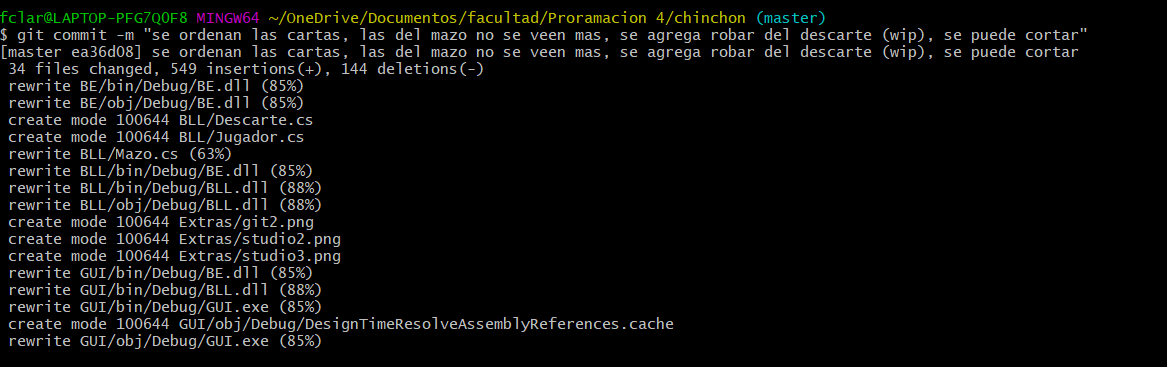 fclar@LAPTOP-PFG7QOF8 MINGW64 ~/OneDrive/Documentos/facultad/Proramacion 4/chinchon (master)
$ git commit -m "se ordenan las cartas, las del mazo no se veen mas, se agrega robar del descarte (wip), se puede cortar"
[master ea36d08] se ordenan las cartas, las del mazo no se veen mas, se agrega robar del descarte (wip), se puede cortar
 34 files changed, 549 insertions(+), 144 deletions(-)
 rewrite BE/bin/Debug/BE.dll (85%)
 rewrite BE/obj/Debug/BE.dll (85%)
 create mode 100644 BLL/Descarte.cs
 create mode 100644 BLL/Jugador.cs
 rewrite BLL/Mazo.cs (63%)
 rewrite BLL/bin/Debug/BE.dll (85%)
 rewrite BLL/bin/Debug/BLL.dll (88%)
 rewrite BLL/obj/Debug/BLL.dll (88%)
 create mode 100644 Extras/git2.png
 create mode 100644 Extras/studio2.png
 create mode 100644 Extras/studio3.png
 rewrite GUI/bin/Debug/BE.dll (85%)
 rewrite GUI/bin/Debug/BLL.dll (88%)
 rewrite GUI/bin/Debug/GUI.exe (85%)
 create mode 100644 GUI/obj/Debug/DesignTimeResolveAssemblyReferences.cache
 rewrite GUI/obj/Debug/GUI.exe (85%)